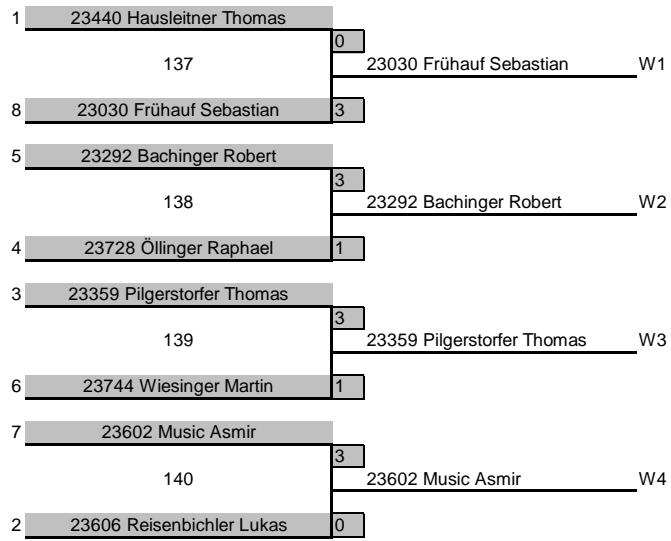 1 23440 Hausleitner Thomas
0
137 23030 Frühauf Sebastian W1
8 23030 Frühauf Sebastian 3
5 23292 Bachinger Robert
3
138 23292 Bachinger Robert W2
4 23728 Öllinger Raphael 1
3 23359 Pilgerstorfer Thomas
3
139 23359 Pilgerstorfer Thomas W3
6 23744 Wiesinger Martin 1
7 23602 Music Asmir
3
140 23602 Music Asmir W4
2 23606 Reisenbichler Lukas 0